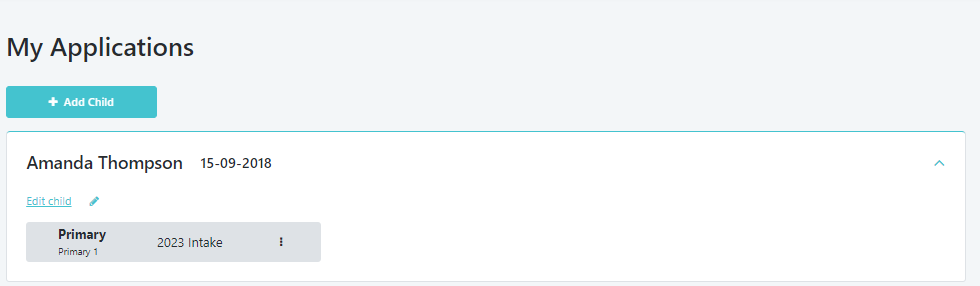 My Applications
Add Child
Amanda Thompson 15-09-2018
Edit child
Primary 2023 Intake
Primary 1